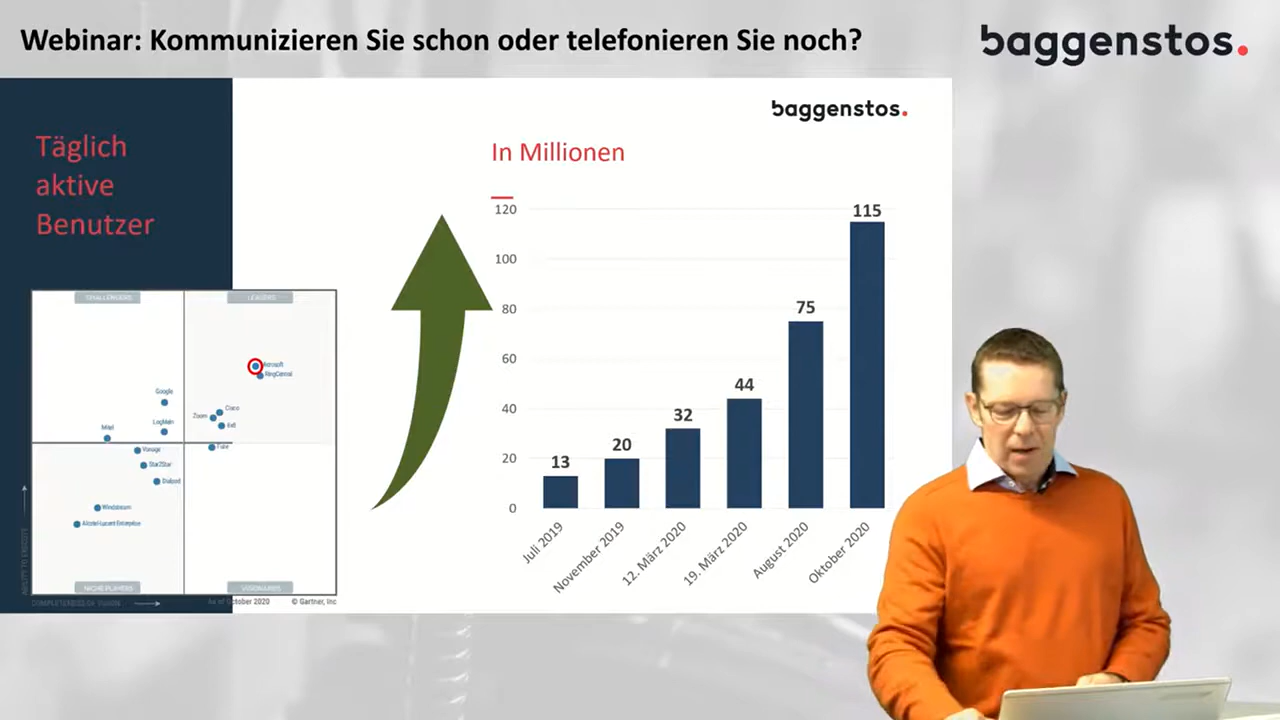 Webinar: Kommunizieren Sie schon oder telefonieren Sie noch?
baggenstos.
baggenstos.
Täglich
aktive
Benutzer
In Millionen
120
100
80
60
40
20
0
13
20
32
44
75
115
Juli 2019
November 2019
12. März 2020
19. März 2020
August 2020
Oktober 2020
CHALLENGERS
LEADERS
Microsoft
RingCentral
Google
Cisco
Zoom
8x8
LogMeIn
Mitel
Fuze
Vonage
Star2Star
Dialpad
Windstream
Alcatel-Lucent Enterprise
ABILITY TO EXECUTE
NICHE PLAYERS
VISIONARIES
COMPLETENESS OF VISION
As of October 2020
© Gartner, Inc